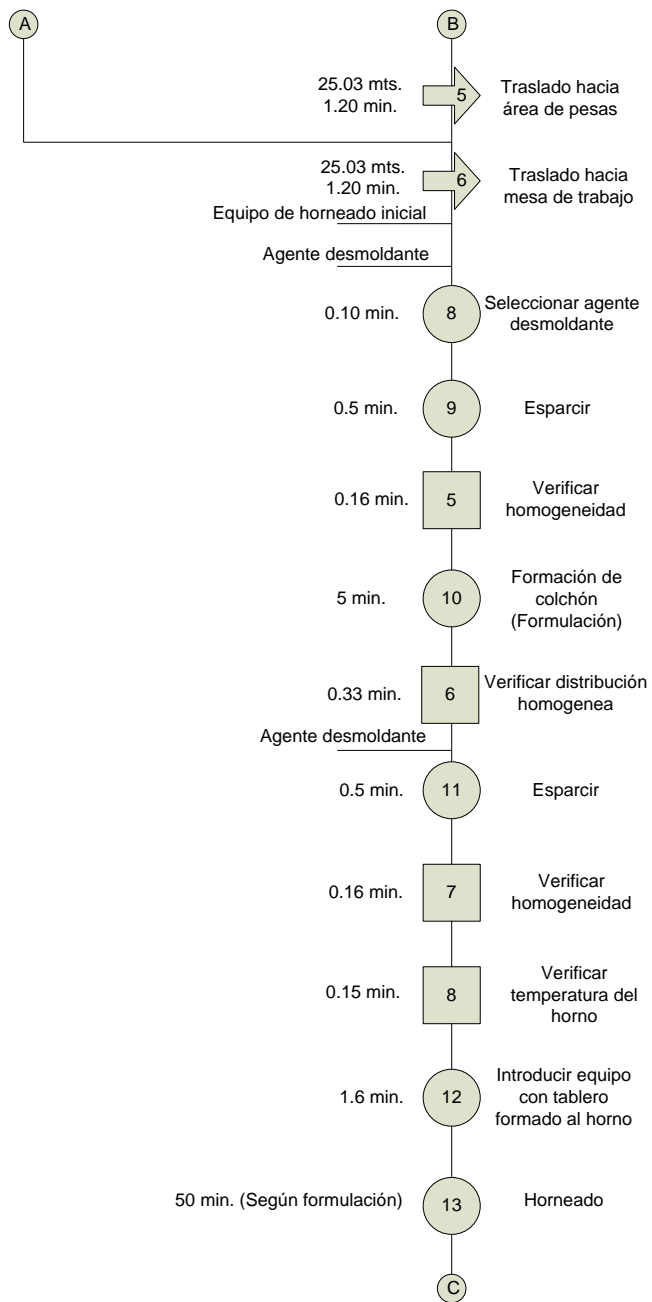 A
B
25.03 mts.
1.20 min.
5
Traslado hacia
área de pesas
25.03 mts.
1.20 min.
6
Traslado hacia
mesa de trabajo
Equipo de horneado inicial
Agente desmoldante
0.10 min.
8
Seleccionar agente
desmoldante
0.5 min.
9
Esparcir
0.16 min.
5
Verificar
homogeneidad
5 min.
10
Formación de
colchón
(Formulación)
0.33 min.
6
Verificar distribución
homogenea
Agente desmoldante
0.5 min.
11
Esparcir
0.16 min.
7
Verificar
homogeneidad
0.15 min.
8
Verificar
temperatura del
horno
1.6 min.
12
Introducir equipo
con tablero
formado al horno
50 min. (Según formulación)
13
Horneado
C